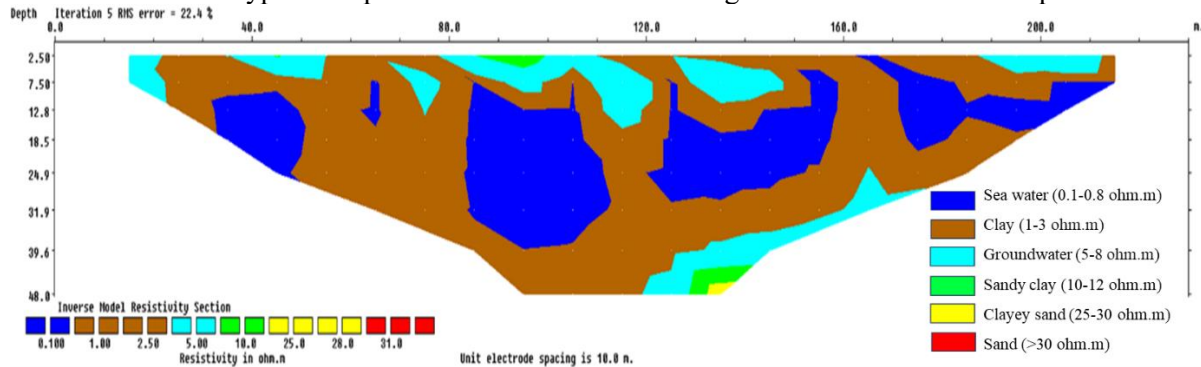 Depth Iteration 5 RMS error = 22.4 %
0.0 40.0 80.0 120.0 160.0 200.0 m.
2.50
7.50
12.8
18.5
24.9
31.9
39.6
48.0
Sea water (0.1-0.8 ohm.m)
Clay (1-3 ohm.m)
Groundwater (5-8 ohm.m)
Sandy clay (10-12 ohm.m)
Clayey sand (25-30 ohm.m)
Sand (>30 ohm.m)
Inverse Model Resistivity Section
0.100 1.00 2.50 5.00 10.0 25.0 28.0 31.0
Resistivity in ohm.m
Unit electrode spacing is 10.0 m.